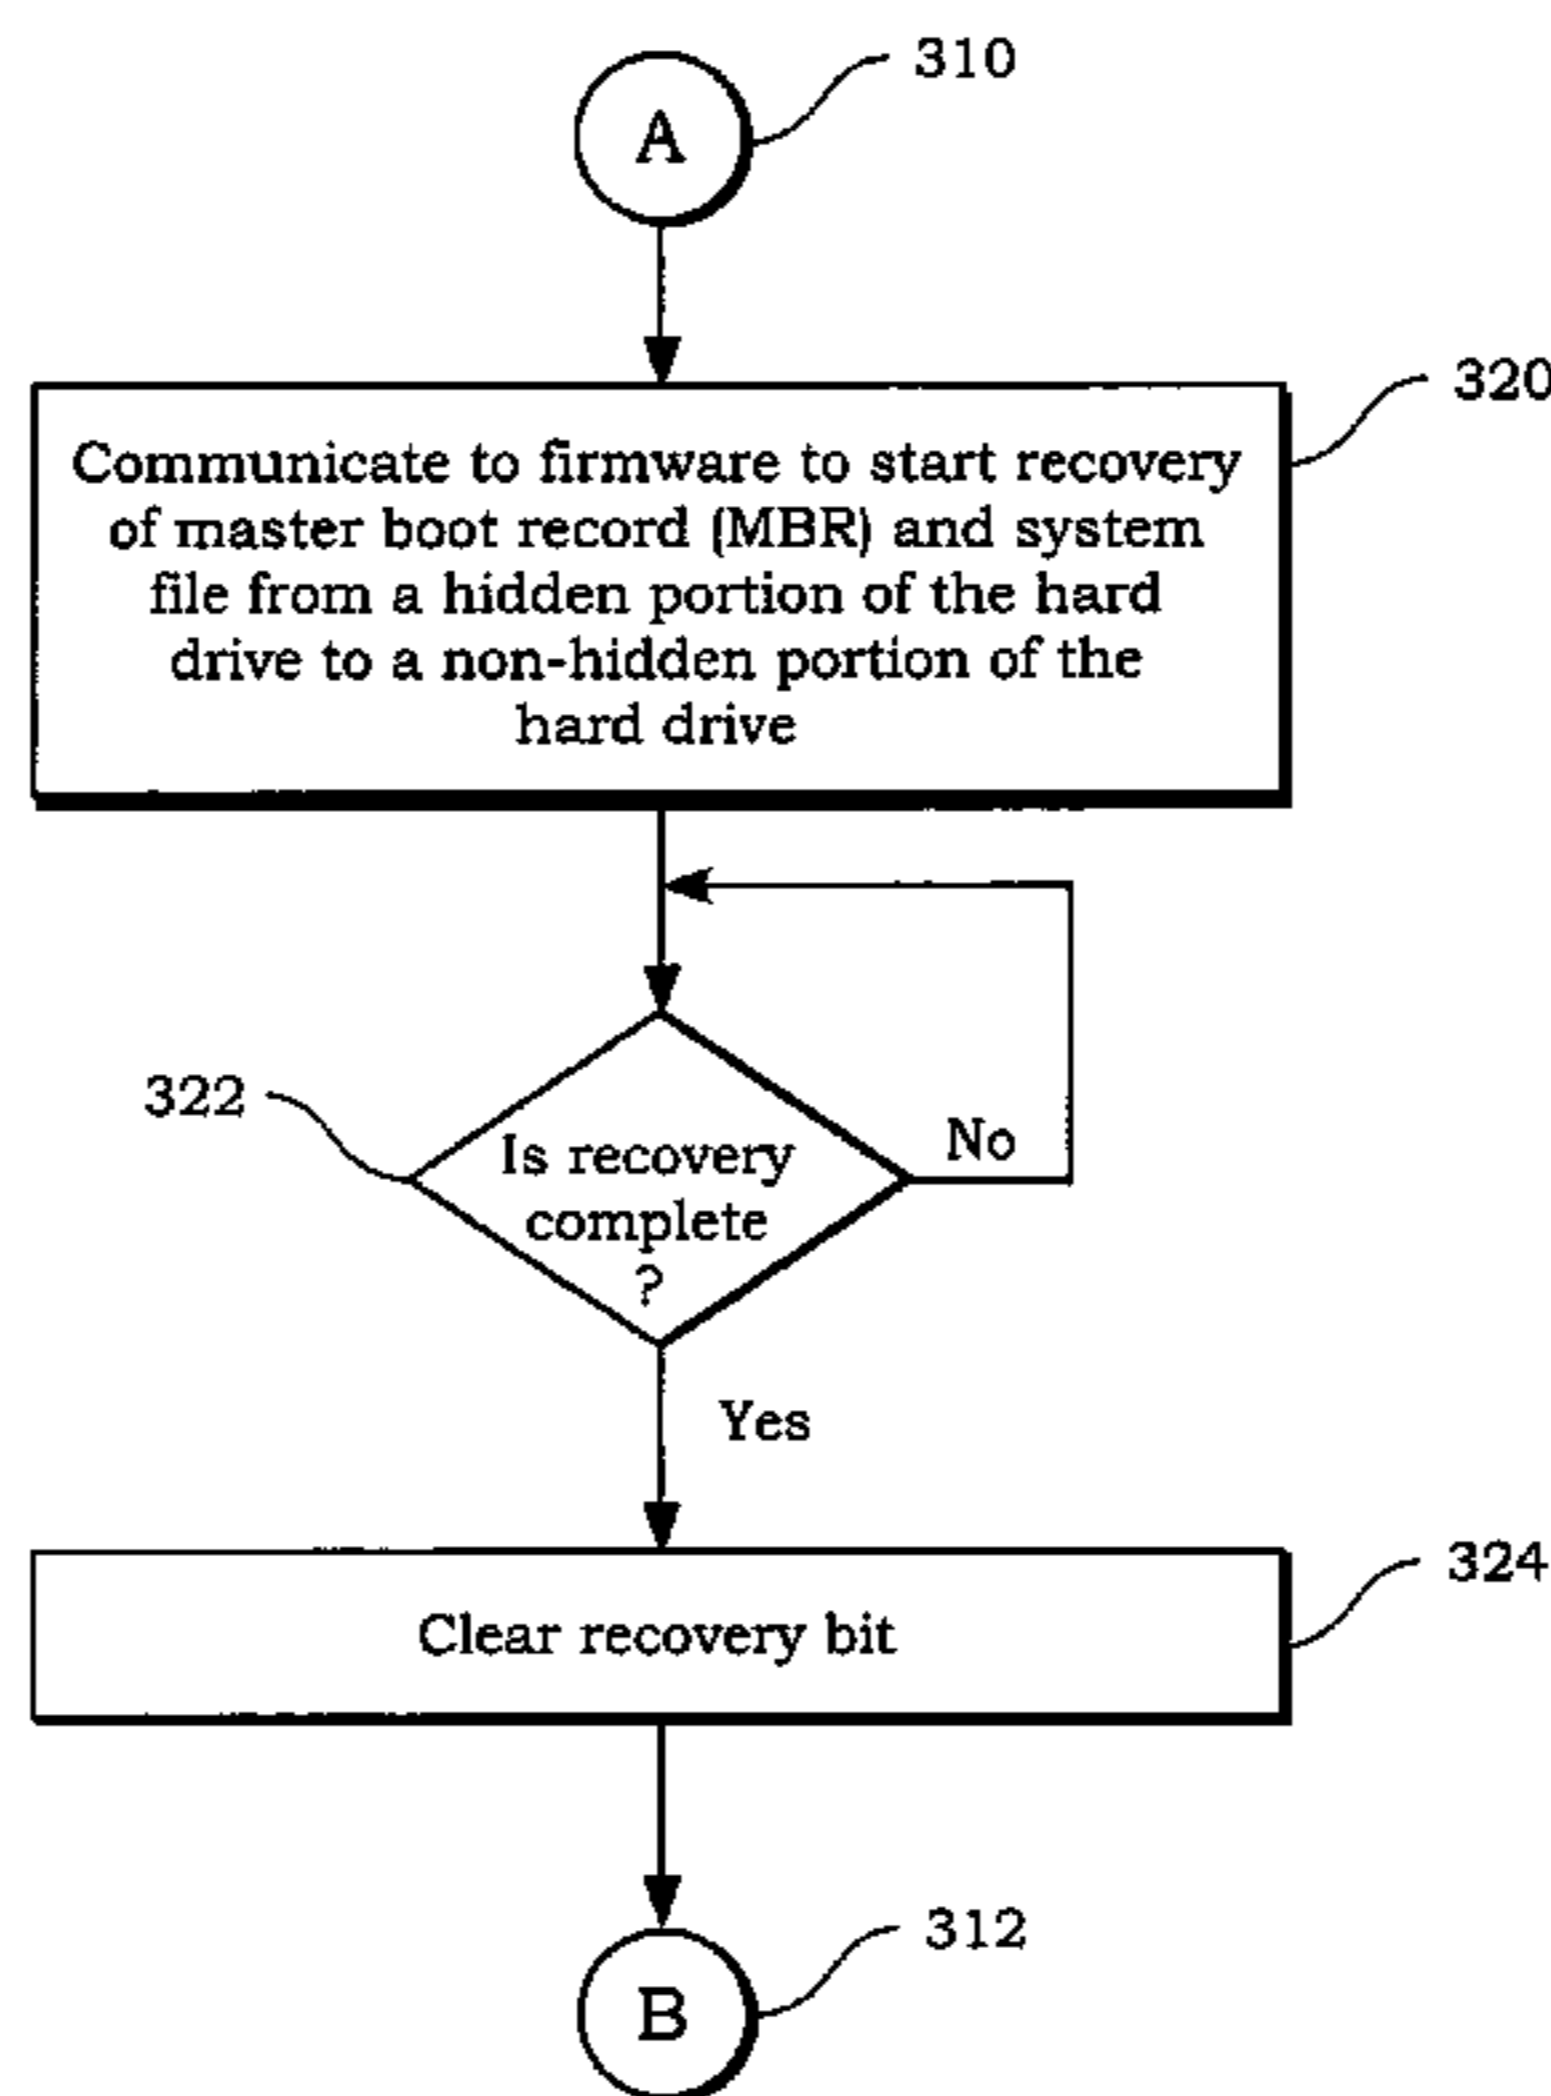 310
A
320
Communicate to firmware to start recovery
of master boot record (MBR) and system
file from a hidden portion of the hard
drive to a non-hidden portion of the
hard drive
322
Is recovery
complete
?
No
Yes
324
Clear recovery bit
312
B